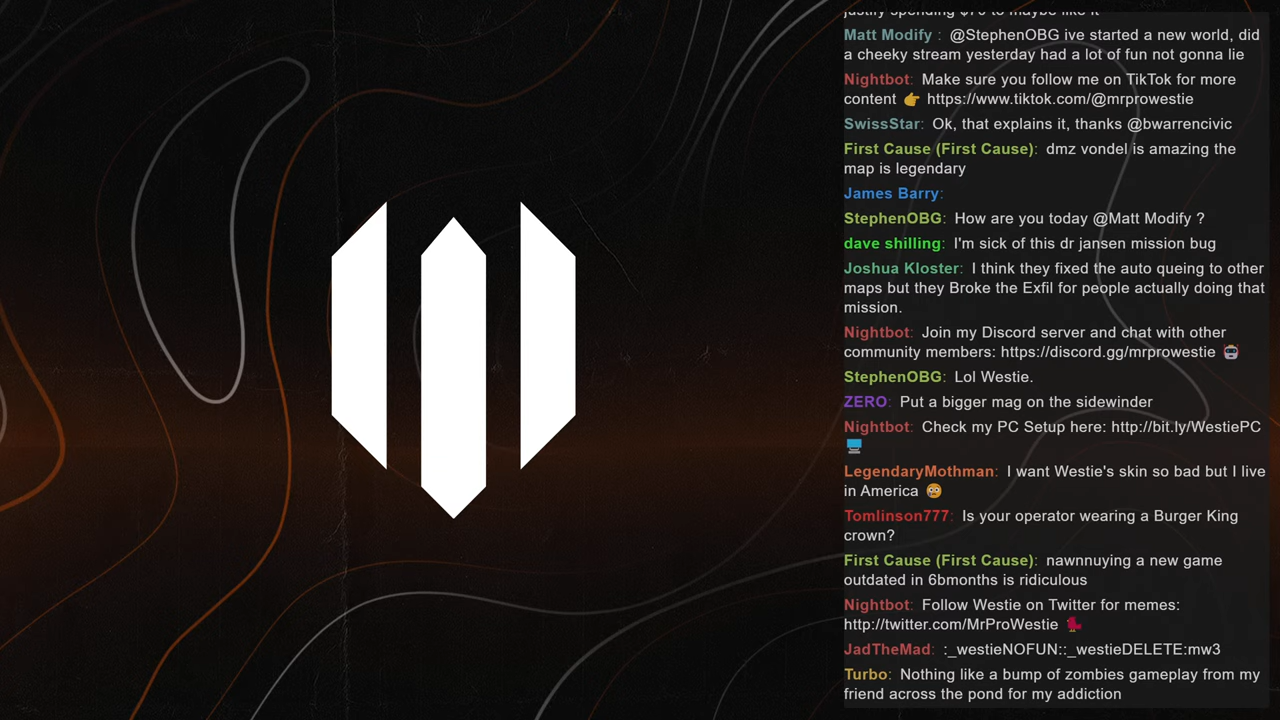 justify spending $70 to maybe like it
Matt Modify : @StephenOBG ive started a new world, did
a cheeky stream yesterday had a lot of fun not gonna lie
Nightbot: Make sure you follow me on TikTok for more
content 👉 https://www.tiktok.com/@mrprowestie
SwissStar: Ok, that explains it, thanks @bwarrencivic
First Cause (First Cause): dmz vondel is amazing the
map is legendary
James Barry:
StephenOBG: How are you today @Matt Modify ?
dave shilling: I'm sick of this dr jansen mission bug
Joshua Kloster: I think they fixed the auto queing to other
maps but they Broke the Exfil for people actually doing that
mission.
Nightbot: Join my Discord server and chat with other
community members: https://discord.gg/mrprowestie 🤖
StephenOBG: Lol Westie.
ZERO: Put a bigger mag on the sidewinder
Nightbot: Check my PC Setup here: http://bit.ly/WestiePC
🖥️
LegendaryMothman: I want Westie's skin so bad but I live
in America 😢
Tomlinson777: Is your operator wearing a Burger King
crown?
First Cause (First Cause): nawnnuying a new game
outdated in 6bmonths is ridiculous
Nightbot: Follow Westie on Twitter for memes:
http://twitter.com/MrProWestie 🐦
JadTheMad: :_westieNOFUN::_westieDELETE:mw3
Turbo: Nothing like a bump of zombies gameplay from my
friend across the pond for my addiction